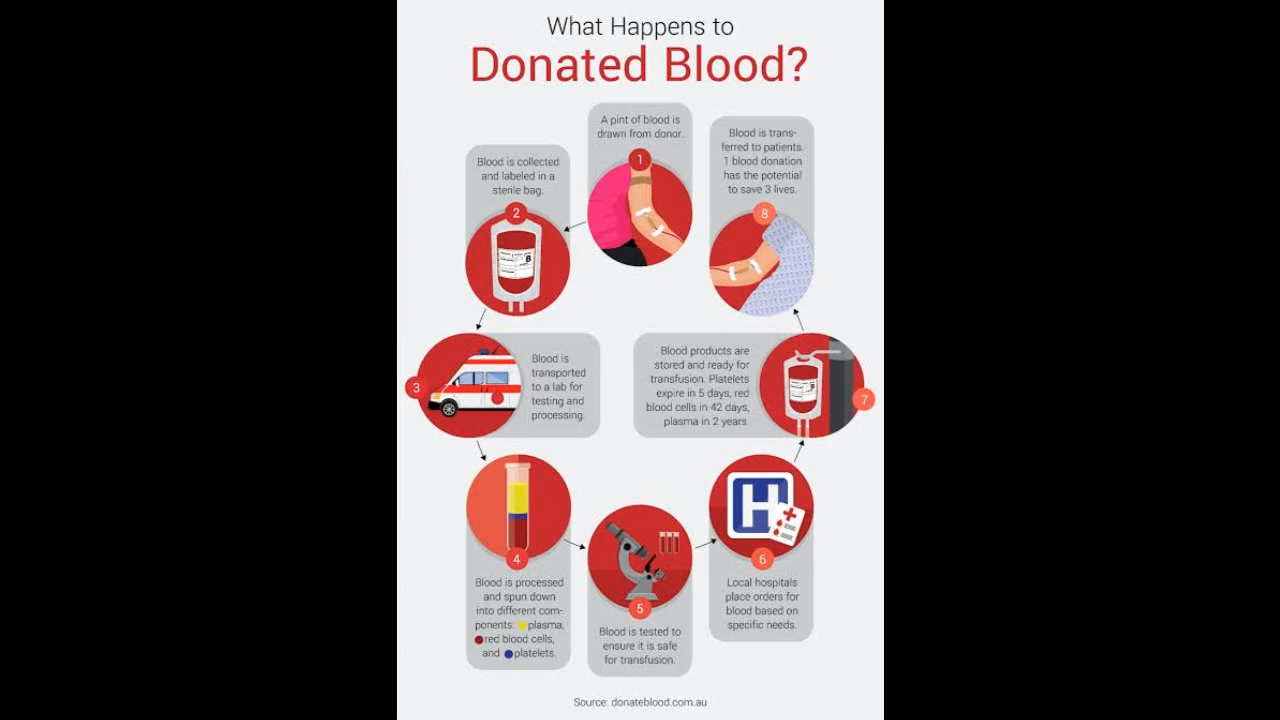 What Happens to
Donated Blood?
A pint of blood is
drawn from donor.
1
Blood is collected
and labeled in a
sterile bag.
2
B
3
Blood is
transported
to a lab for
testing and
processing.
4
Blood is processed
and spun down
into different com-
ponents: plasma,
red blood cells,
and platelets.
5
Blood is tested to
ensure it is safe
for transfusion.
H
6
Local hospitals
place orders for
blood based on
specific needs.
Blood products are
stored and ready for
transfusion. Platelets
expire in 5 days, red
blood cells in 42 days,
plasma in 2 years.
7
Blood is trans-
ferred to patients.
1 blood donation
has the potential
to save 3 lives.
8
Source: donateblood.com.au